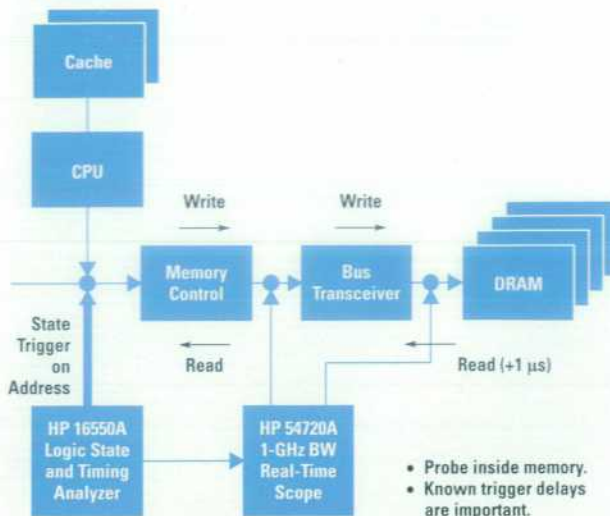 Cache
CPU
Write
Write
Memory
Control
Bus
Transceiver
DRAM
State
Trigger
on
Address
Read
Read (+1 μs)
HP 16550A
Logic State
and Timing
Analyzer
HP 54720A
1-GHz BW
Real-Time
Scope
• Probe inside memory.
• Known trigger delays
are important.